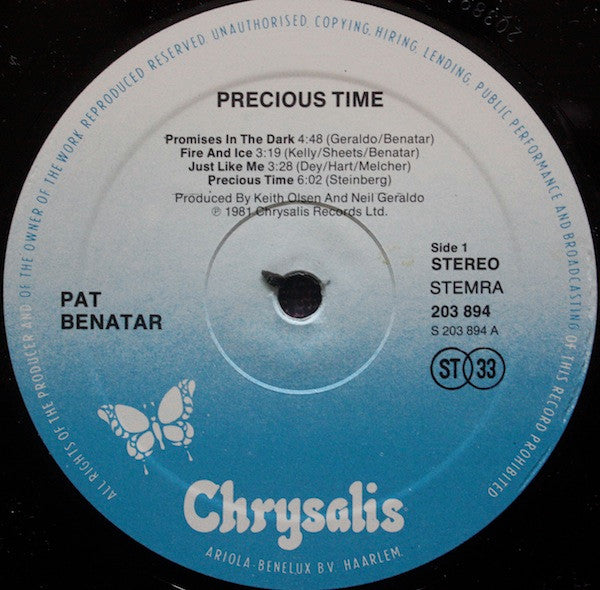 ALL RIGHTS OF THE PRODUCER AND OF THE OWNER OF THE WORK REPRODUCED RESERVED. UNAUTHORISED COPYING, HIRING, LENDING, PUBLIC PERFORMANCE AND BROADCASTING OF THIS RECORD PROHIBITED
PRECIOUS TIME
Promises In The Dark 4:48 (Geraldo/Benatar)
Fire And Ice 3:19 (Kelly/Sheets/Benatar)
Just Like Me 3:28 (Dey/Hart/Melcher)
Precious Time 6:02 (Steinberg)
Produced By Keith Olsen And Neil Geraldo
℗ 1981 Chrysalis Records Ltd.
PAT
BENATAR
Side 1
STEREO
STEMRA
203 894
S 203 894 A
ST 33
Chrysalis
ARIOLA-BENELUX B.V. HAARLEM